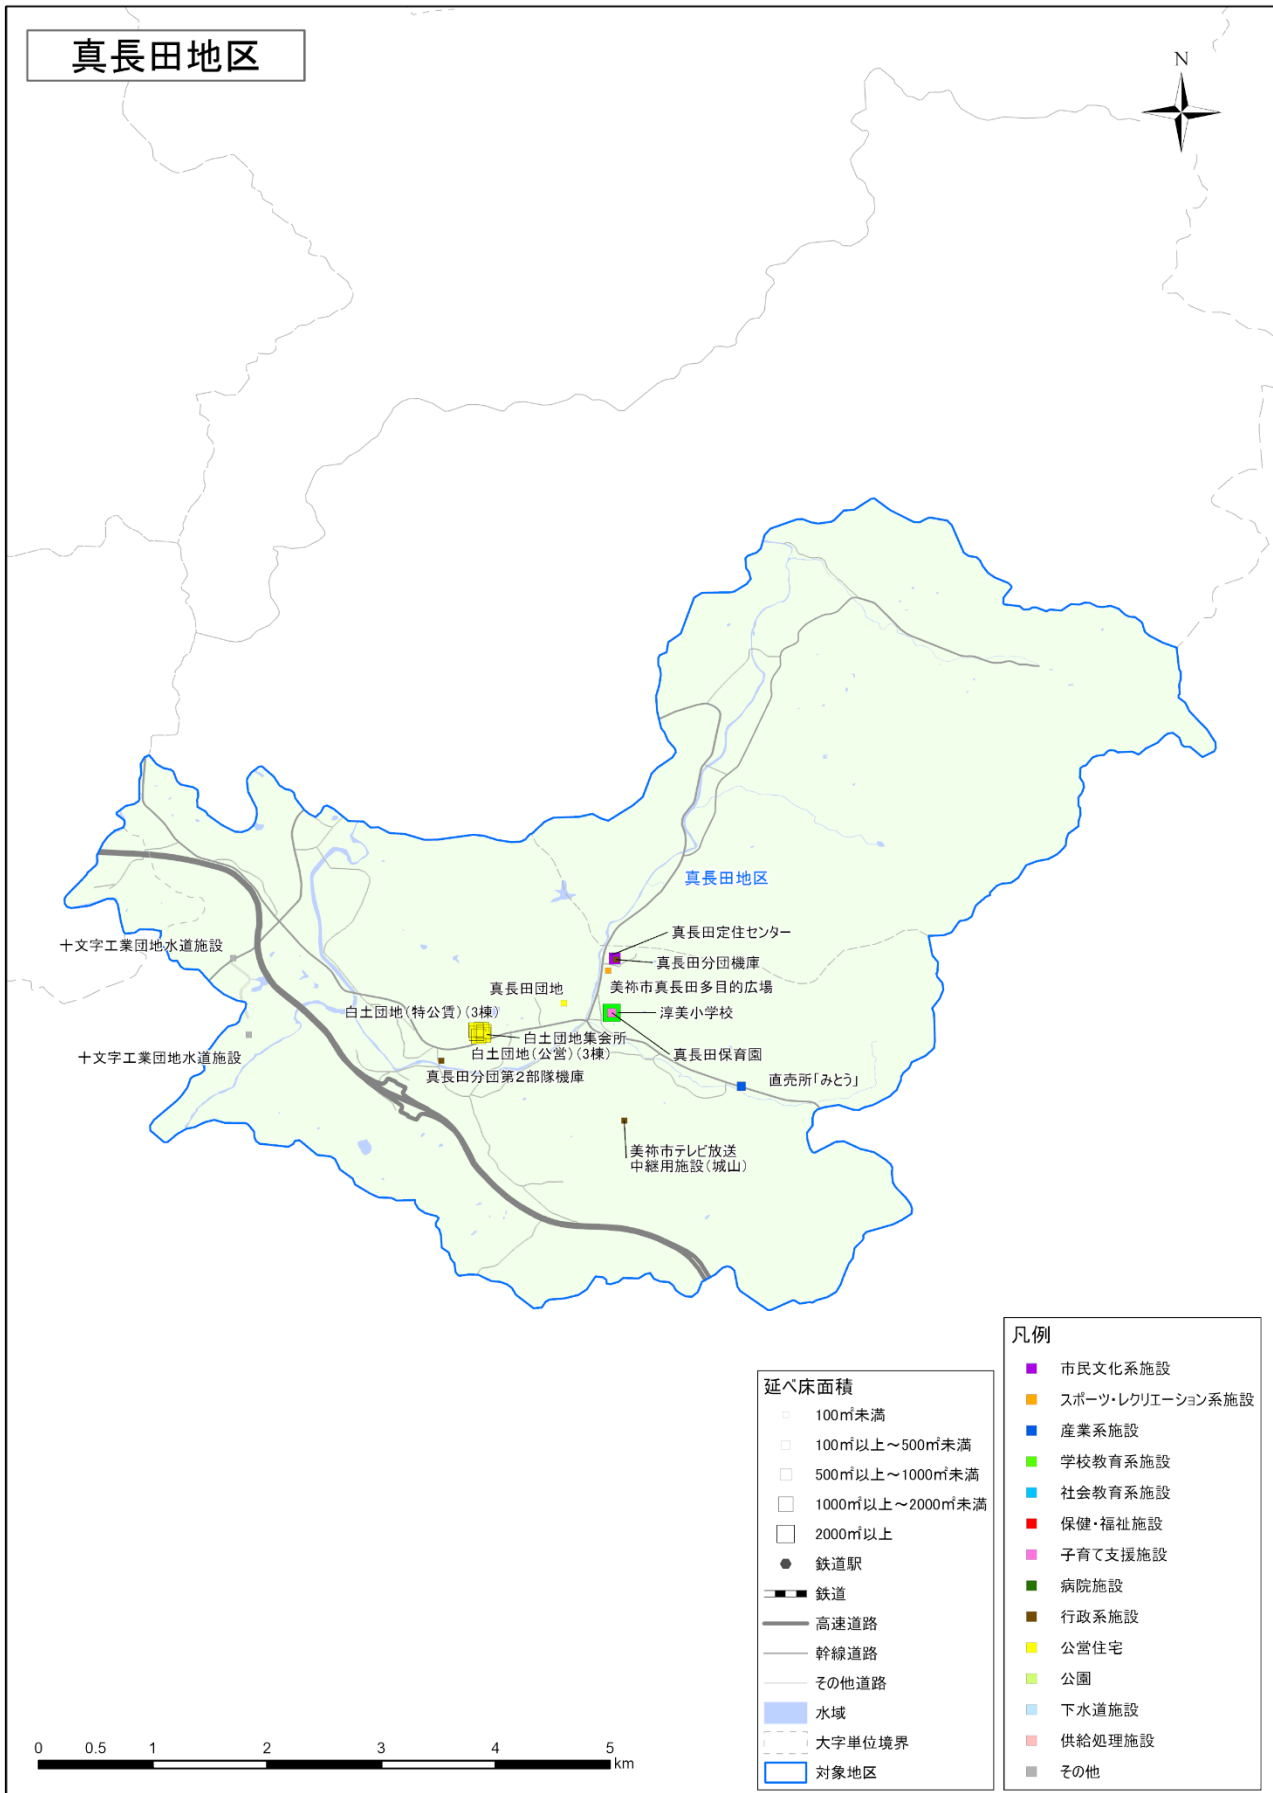 真長田地区
N
真長田地区
真長田定住センター
真長田分団機庫
十文字工業団地水道施設
美祢市真長田多目的広場
真長田団地
白土団地(特公賃)(3棟)
淳美小学校
白土団地集会所
白土団地(公営)(3棟)
真長田保育園
十文字工業団地水道施設
真長田分団第2部隊機庫
直売所「みとう」
美祢市テレビ放送
中継用施設(城山)
延べ床面積
100㎡未満
100㎡以上～500㎡未満
500㎡以上～1000㎡未満
1000㎡以上～2000㎡未満
2000㎡以上
鉄道駅
鉄道
高速道路
幹線道路
その他道路
水域
大字単位境界
対象地区
凡例
市民文化系施設
スポーツ・レクリエーション系施設
産業系施設
学校教育系施設
社会教育系施設
保健・福祉施設
子育て支援施設
病院施設
行政系施設
公営住宅
公園
下水道施設
供給処理施設
その他
0 0.5 1 2 3 4 5
km